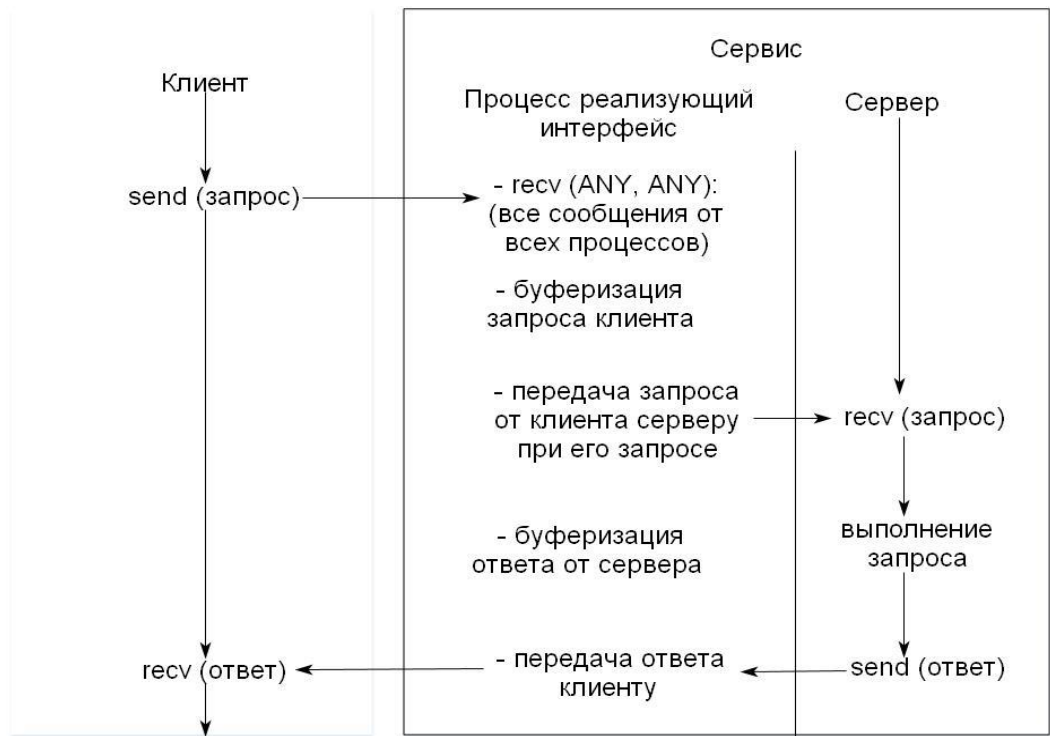 Клиент
send (запрос)
recv (ответ)
Сервис
Процесс реализующий
интерфейс
- recv (ANY, ANY):
(все сообщения от
всех процессов)
- буферизация
запроса клиента
- передача запроса
от клиента серверу
при его запросе
- буферизация
ответа от сервера
- передача ответа
клиенту
Сервер
recv (запрос)
выполнение
запроса
send (ответ)